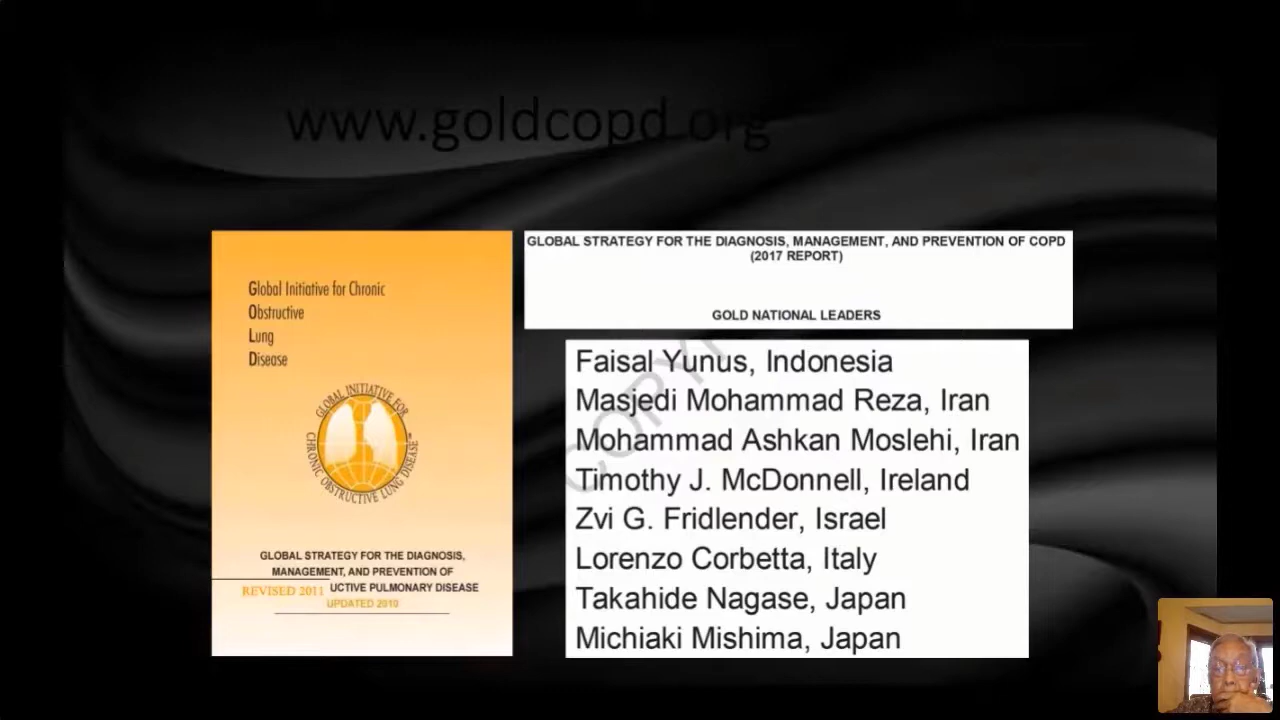 www.goldcopd.org
Global Initiative for Chronic
Obstructive
Lung
Disease
GLOBAL INITIATIVE FOR
CHRONIC OBSTRUCTIVE LUNG DISEASE
GLOBAL STRATEGY FOR THE DIAGNOSIS,
MANAGEMENT, AND PREVENTION OF
REVISED 2011 UCTIVE PULMONARY DISEASE
UPDATED 2010
GLOBAL STRATEGY FOR THE DIAGNOSIS, MANAGEMENT, AND PREVENTION OF COPD
(2017 REPORT)
GOLD NATIONAL LEADERS
Faisal Yunus, Indonesia
Masjedi Mohammad Reza, Iran
Mohammad Ashkan Moslehi, Iran
Timothy J. McDonnell, Ireland
Zvi G. Fridlender, Israel
Lorenzo Corbetta, Italy
Takahide Nagase, Japan
Michiaki Mishima, Japan